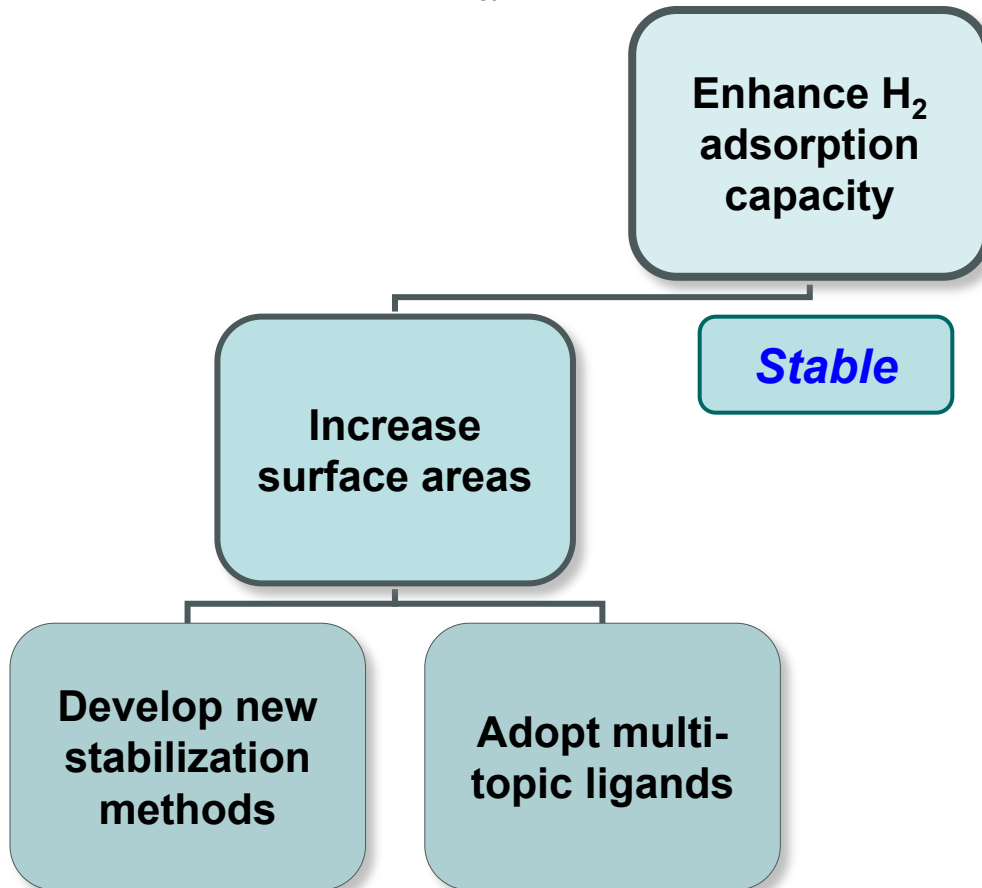 Enhance H₂
adsorption
capacity
Stable
Increase
surface areas
Develop new
stabilization
methods
Adopt multi-
topic ligands